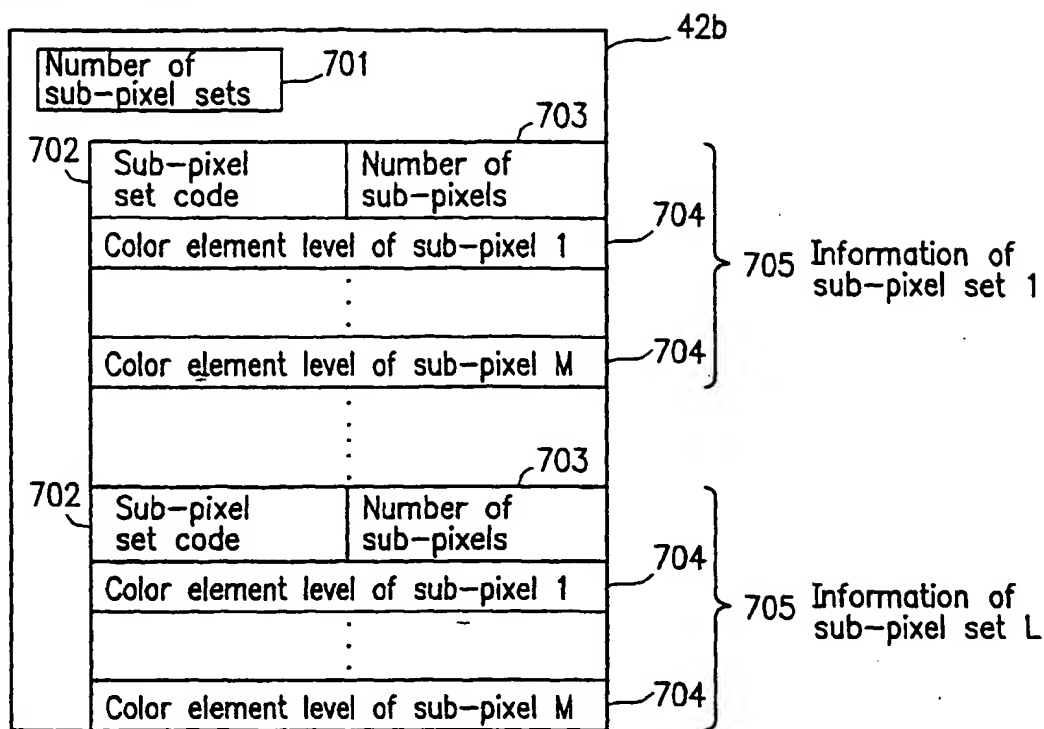 42b
Number of
sub-pixel sets
701
703
702
Sub-pixel
set code
Number of
sub-pixels
Color element level of sub-pixel 1
704
705 Information of
sub-pixel set 1
Color element level of sub-pixel M
704
703
702
Sub-pixel
set code
Number of
sub-pixels
Color element level of sub-pixel 1
704
705 Information of
sub-pixel set L
Color element level of sub-pixel M
704